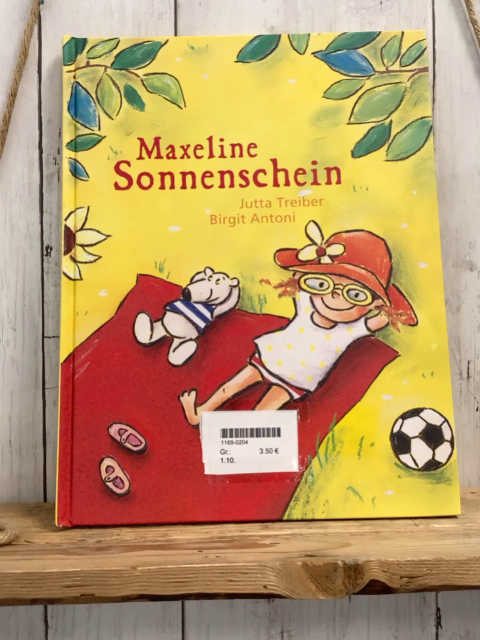 Maxeline
Sonnenschein
Jutta Treiber
Birgit Antoni
1169-0204
Gr.: 3.50 €
1.10.